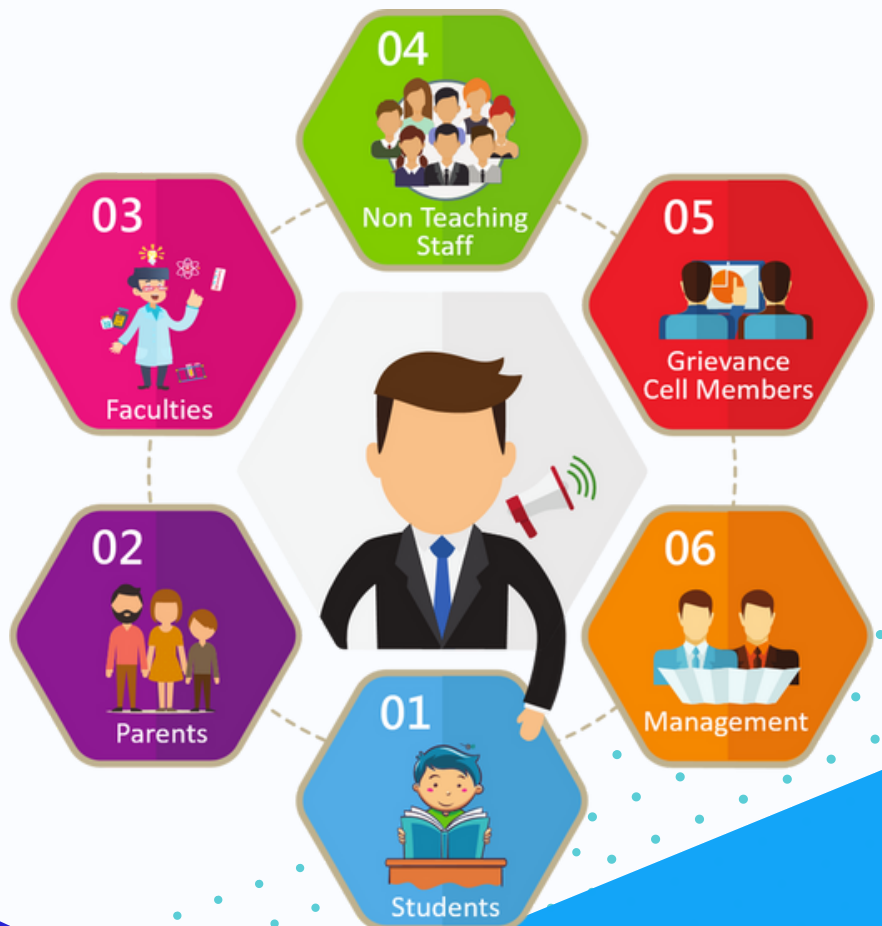 04
Non Teaching
Staff
03
Faculties
05
Grievance
Cell Members
02
Parents
06
Management
01
Students